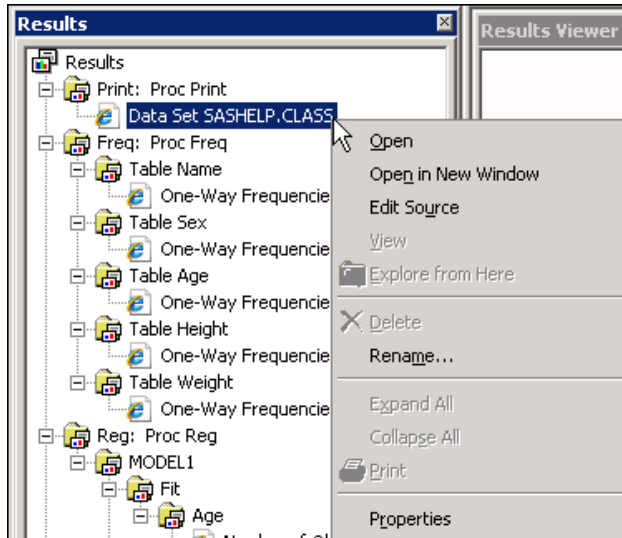 Results
Results Viewer
Results
Print: Proc Print
Data Set SASHELP.CLASS
Freq: Proc Freq
Table Name
One-Way Frequencie
Table Sex
One-Way Frequencie
Table Age
One-Way Frequencie
Table Height
One-Way Frequencie
Table Weight
One-Way Frequencie
Reg: Proc Reg
MODEL1
Fit
Age
Open
Open in New Window
Edit Source
View
Explore from Here
Delete
Rename...
Expand All
Collapse All
Print
Properties